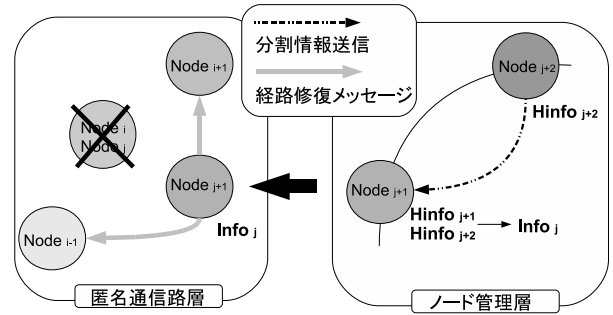 分割情報送信
経路修復メッセージ
Node i+1
Node i
Node j
Node j+1
Info j
Node i-1
匿名通信路層
Node j+2
Hinfo j+2
Node j+1
Hinfo j+1
Hinfo j+2
Info j
ノード管理層